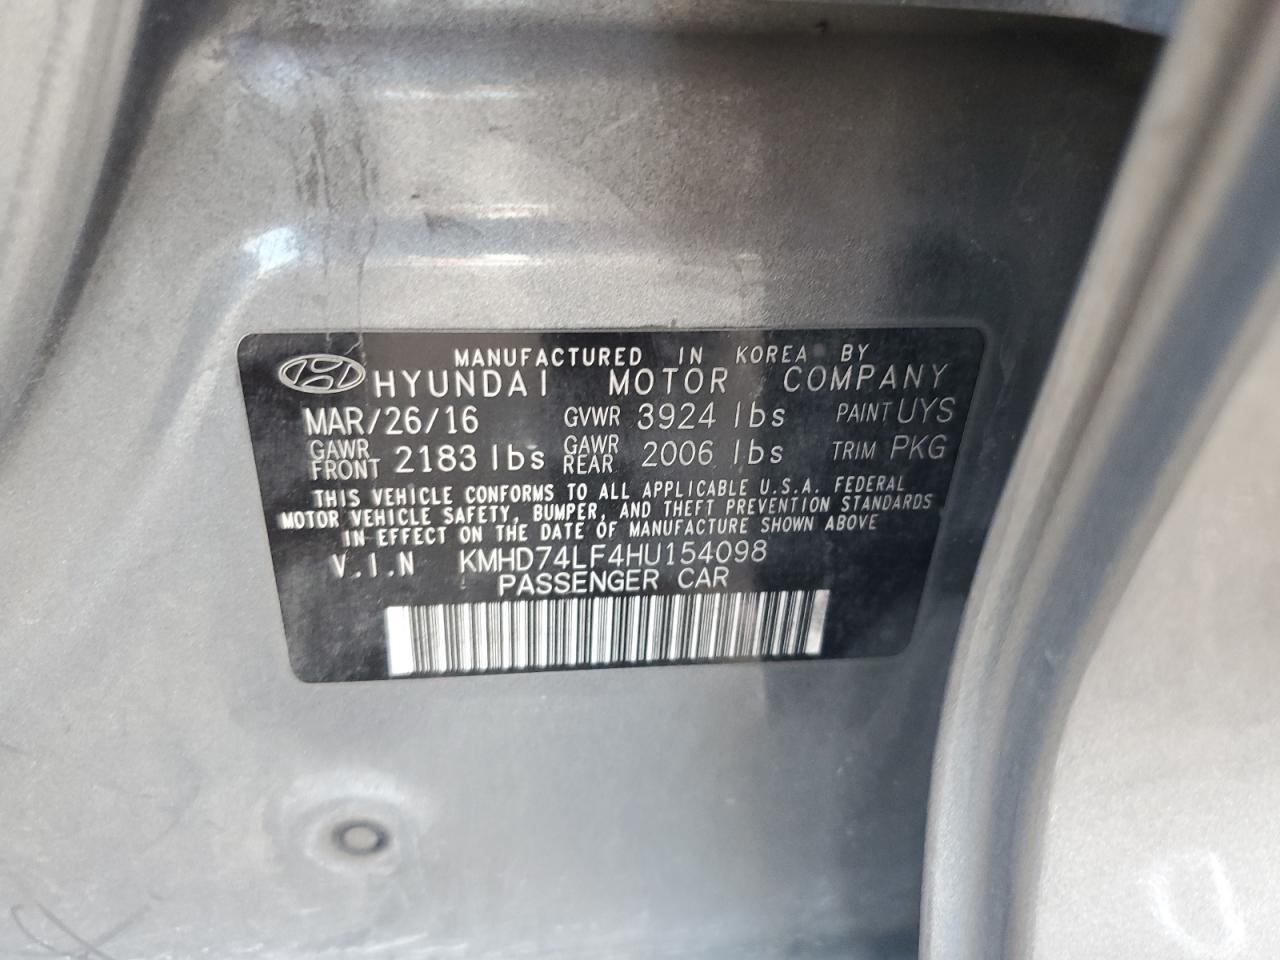 MANUFACTURED IN KOREA BY
HYUNDAI MOTOR COMPANY
MAR/26/16 GVWR 3924 lbs PAINT UYS
GAWR FRONT 2183 lbs GAWR REAR 2006 lbs TRIM PKG
THIS VEHICLE CONFORMS TO ALL APPLICABLE U.S.A. FEDERAL
MOTOR VEHICLE SAFETY, BUMPER, AND THEFT PREVENTION STANDARDS
IN EFFECT ON THE DATE OF MANUFACTURE SHOWN ABOVE
V.I.N KMHD74LF4HU154098
PASSENGER CAR